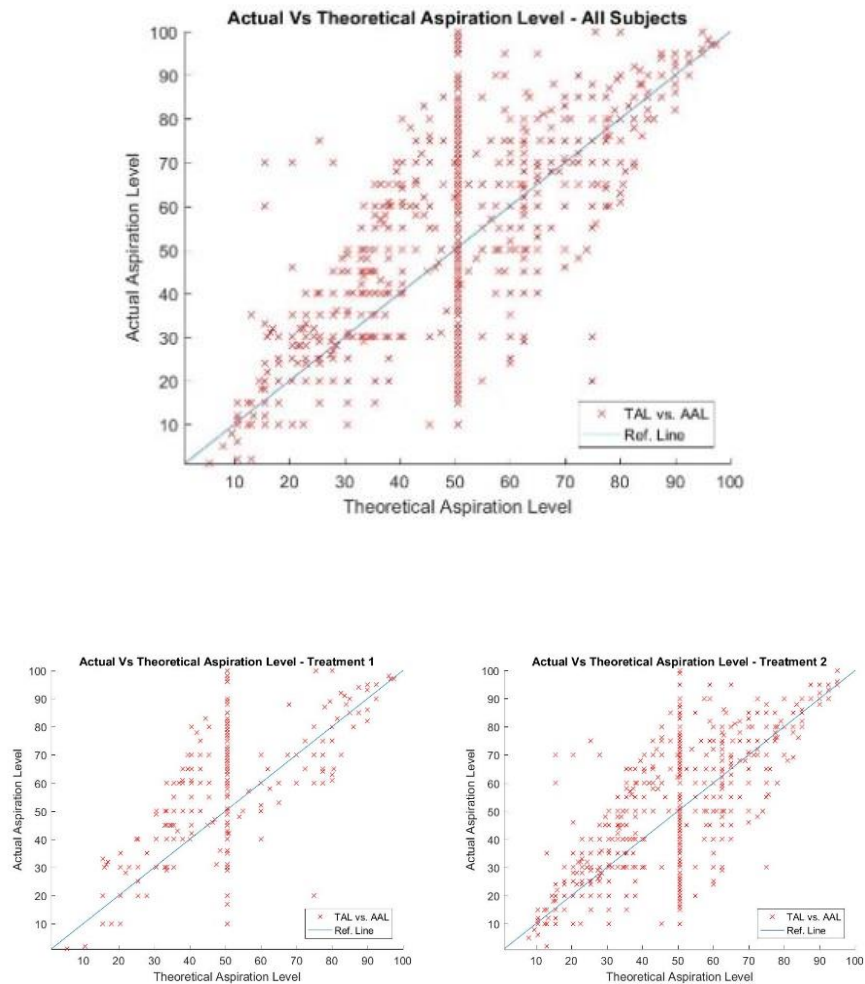 Actual Vs Theoretical Aspiration Level - All Subjects
100
90
80
70
60
50
40
30
20
10
Actual Aspiration Level
TAL vs. AAL
Ref. Line
10 20 30 40 50 60 70 80 90 100
Theoretical Aspiration Level
Actual Vs Theoretical Aspiration Level - Treatment 1
100
90
80
70
60
50
40
30
20
10
Actual Aspiration Level
TAL vs. AAL
Ref. Line
10 20 30 40 50 60 70 80 90 100
Theoretical Aspiration Level
Actual Vs Theoretical Aspiration Level - Treatment 2
100
90
80
70
60
50
40
30
20
10
Actual Aspiration Level
TAL vs. AAL
Ref. Line
10 20 30 40 50 60 70 80 90 100
Theoretical Aspiration Level